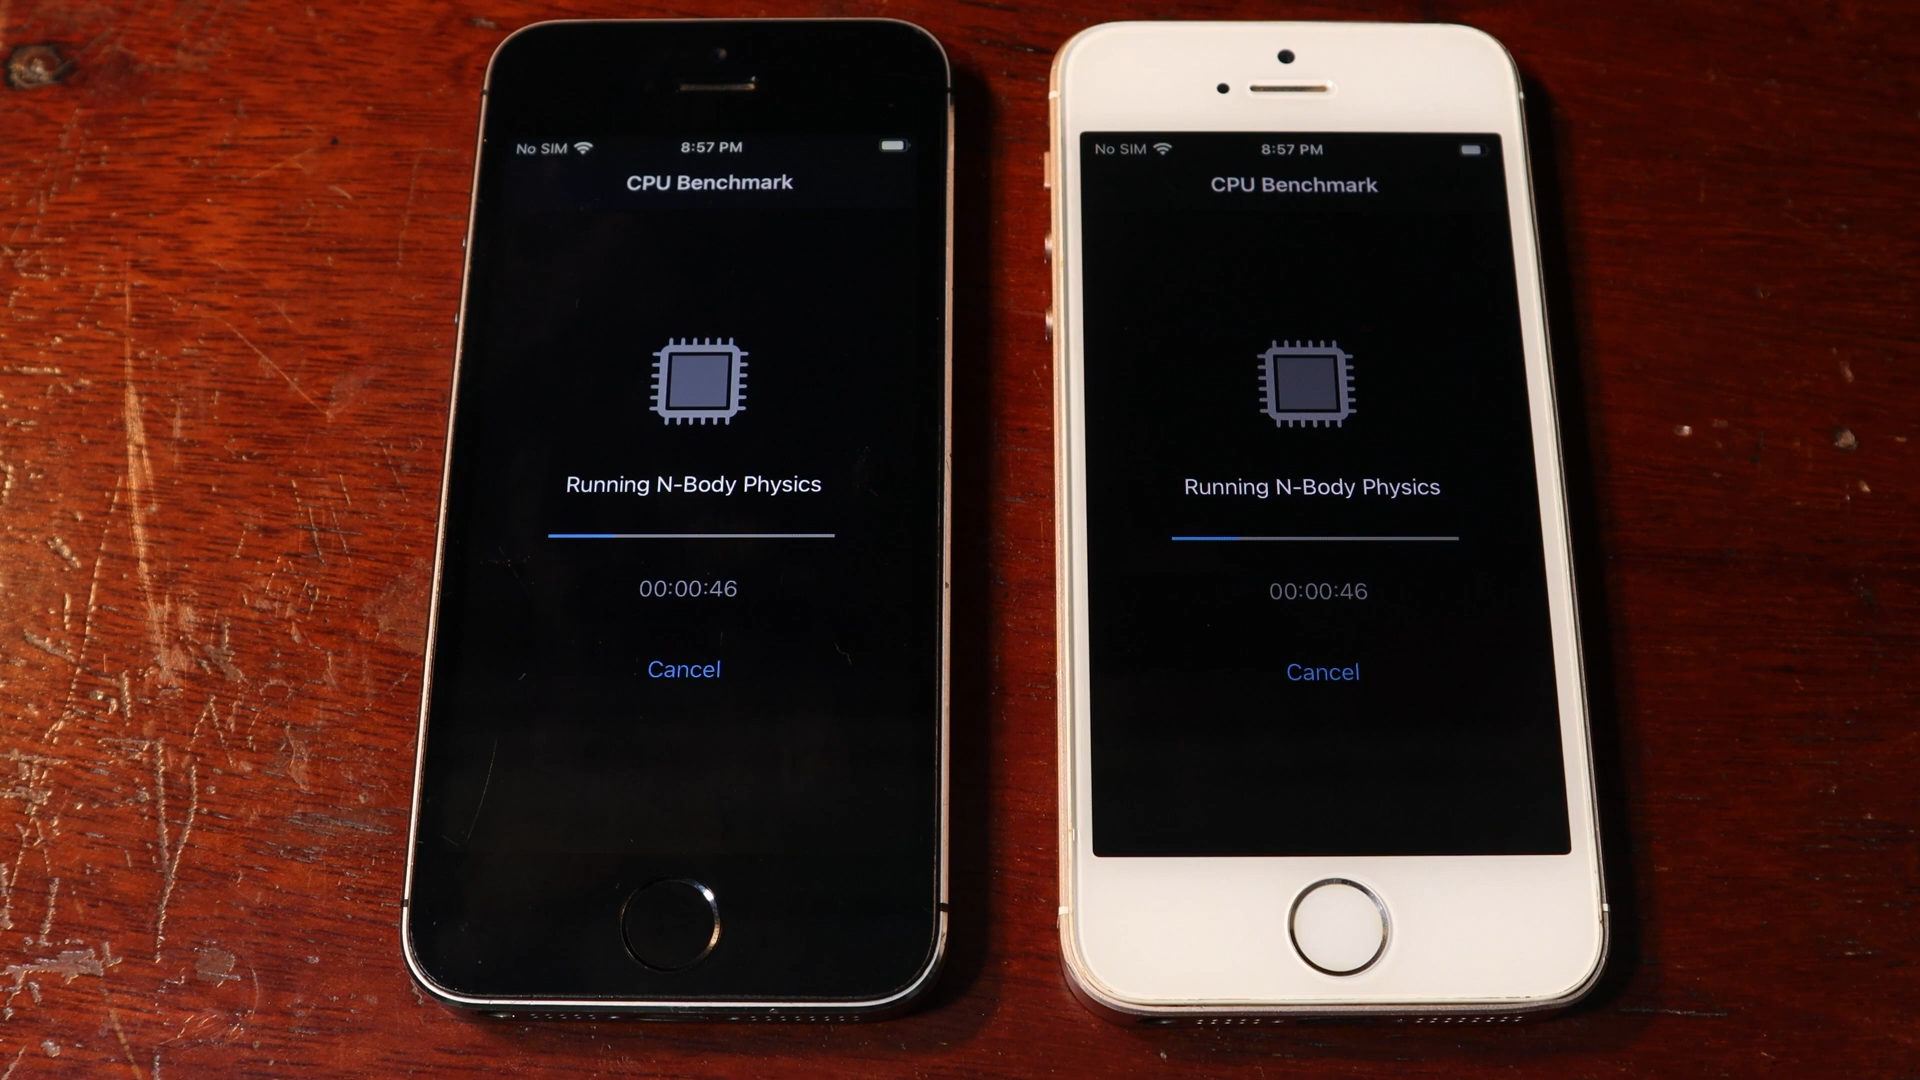 No SIM 8:57 PM
CPU Benchmark
Running N-Body Physics
00:00:46
Cancel
No SIM 8:57 PM
CPU Benchmark
Running N-Body Physics
00:00:46
Cancel